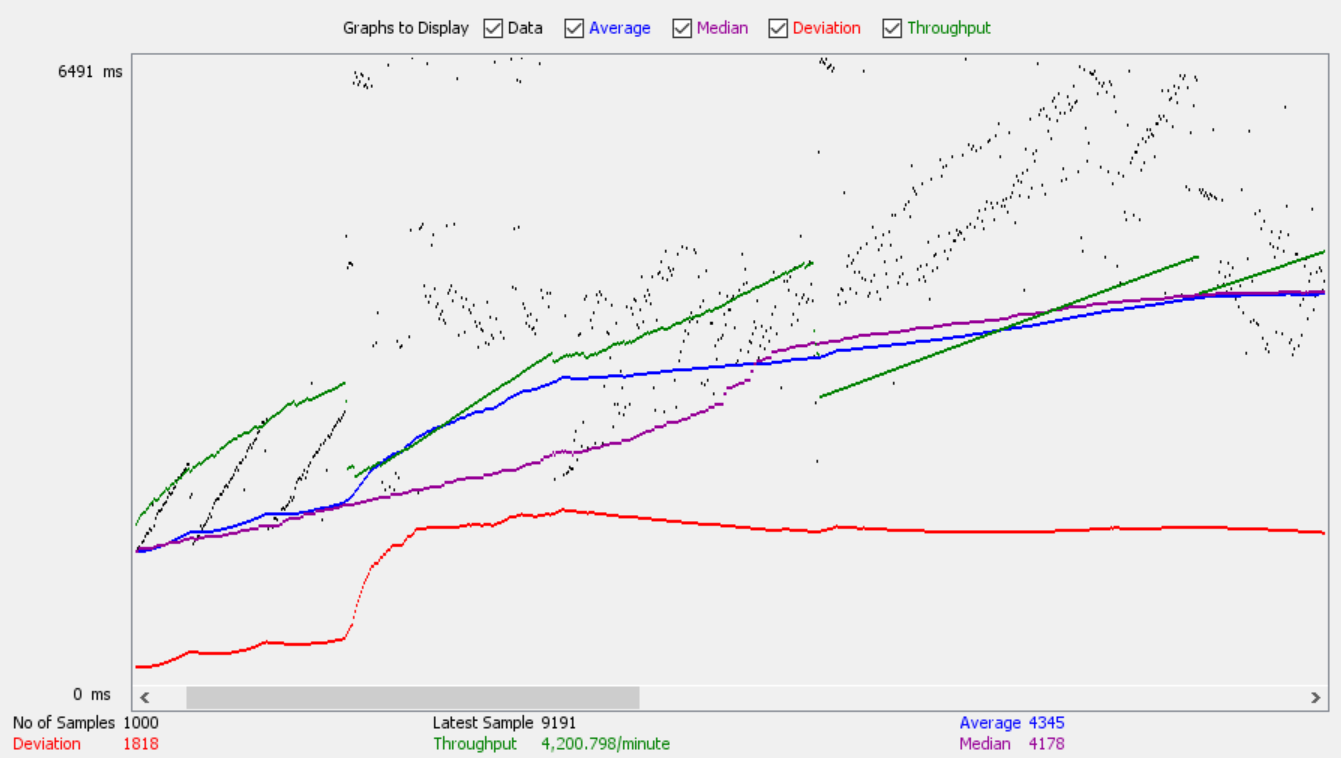 Graphs to Display Data Average Median Deviation Throughput
6491 ms
0 ms
No of Samples 1000 Latest Sample 9191 Average 4345
Deviation 1818 Throughput 4,200.798/minute Median 4178